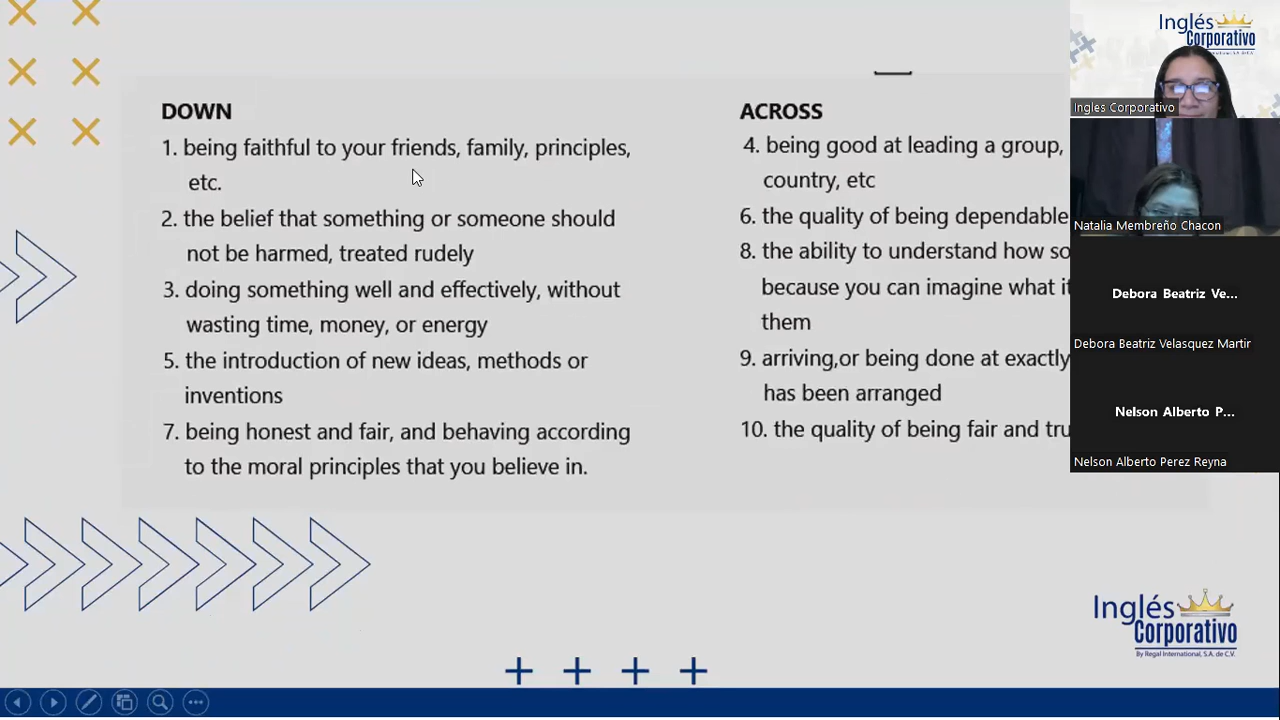 DOWN
1. being faithful to your friends, family, principles,
etc.
2. the belief that something or someone should
not be harmed, treated rudely
3. doing something well and effectively, without
wasting time, money, or energy
5. the introduction of new ideas, methods or
inventions
7. being honest and fair, and behaving according
to the moral principles that you believe in.
ACROSS
4. being good at leading a group,
country, etc
6. the quality of being dependable
8. the ability to understand how so
because you can imagine what it
them
9. arriving,or being done at exactly
has been arranged
10. the quality of being fair and tru
Inglés
Corporativo
Ingles Corporativo
Natalia Membreño Chacon
Debora Beatriz Ve...
Debora Beatriz Velasquez Martir
Nelson Alberto P...
Nelson Alberto Perez Reyna
Inglés
Corporativo
By Regal International, S.A. de C.V.